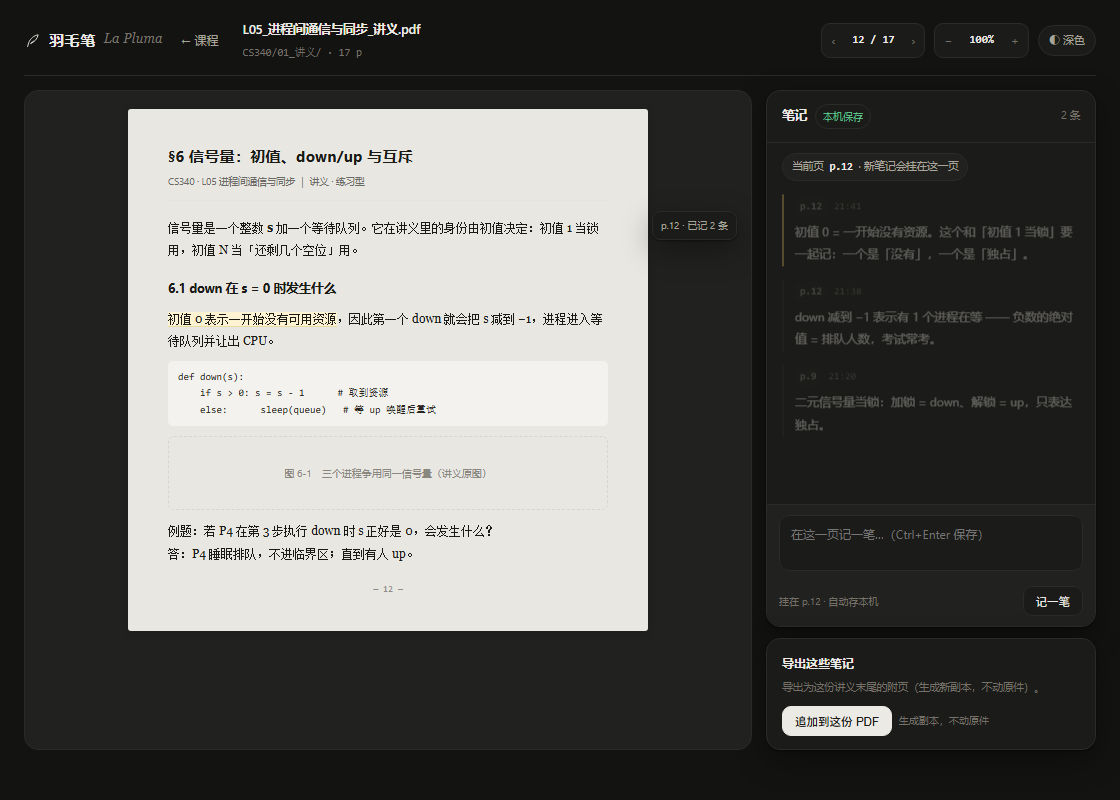 羽毛笔 La Pluma ←课程
L05_进程间通信与同步_讲义.pdf
CS340/01_讲义/ · 17 p
‹ 12 / 17 ›
− 100% +
深色
§6 信号量：初值、down/up 与互斥
CS340 · L05 进程间通信与同步 | 讲义 · 练习型
信号量是一个整数 s 加一个等待队列。它在讲义里的身份由初值决定：初值 1 当锁
用，初值 N 当「还剩几个空位」用。
6.1 down 在 s = 0 时发生什么
初值 0 表示一开始没有可用资源，因此第一个 down 就会把 s 减到 −1，进程进入等
待队列并让出 CPU。
def down(s):
if s > 0: s = s - 1 # 取到资源
else: sleep(queue) # 等 up 唤醒后重试
图 6-1 三个进程争用同一信号量（讲义原图）
例题：若 P4 在第 3 步执行 down 时 s 正好是 0，会发生什么？
答：P4 睡眠排队，不进临界区；直到有人 up。
— 12 —
p.12 · 已记 2 条
笔记 本机保存 2 条
当前页 p.12 · 新笔记会挂在这一页
p.12 21:41
初值 0 = 一开始没有资源。这个和「初值 1 当锁」要
一起记：一个是「没有」，一个是「独占」。
p.12 21:38
down 减到 −1 表示有 1 个进程在等 —— 负数的绝对
值 = 排队人数，考试常考。
p.9 21:20
二元信号量当锁：加锁 = down、解锁 = up，只表达
独占。
在这一页记一笔…（Ctrl+Enter 保存）
挂在 p.12 · 自动存本机
记一笔
导出这些笔记
导出为这份讲义末尾的附页（生成新副本，不动原件）。
追加到这份 PDF 生成副本，不动原件